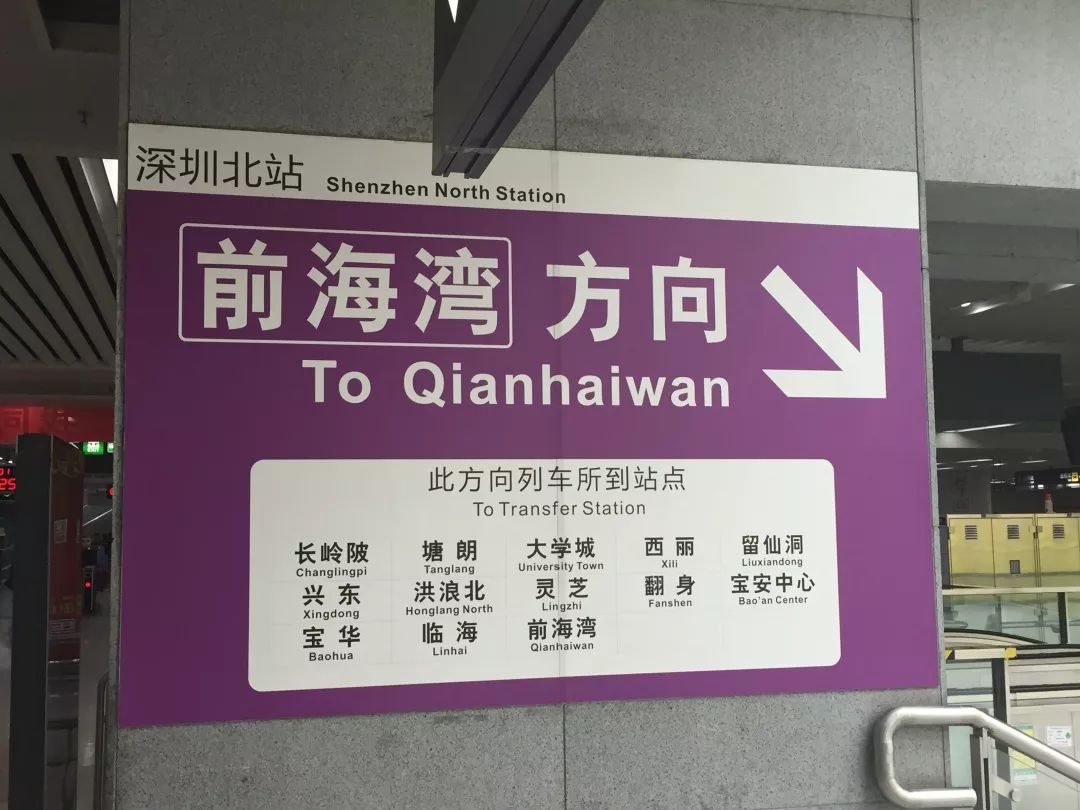 深圳北站 Shenzhen North Station
前海湾 方向
To Qianhaiwan
此方向列车所到站点
To Transfer Station
长岭陂 塘朗 大学城 西丽 留仙洞
Changlingpi Tanglang University Town Xili Liuxiandong
兴东 洪浪北 灵芝 翻身 宝安中心
Xingdong Honglang North Lingzhi Fanshen Bao'an Center
宝华 临海 前海湾
Baohua Linhai Qianhaiwan